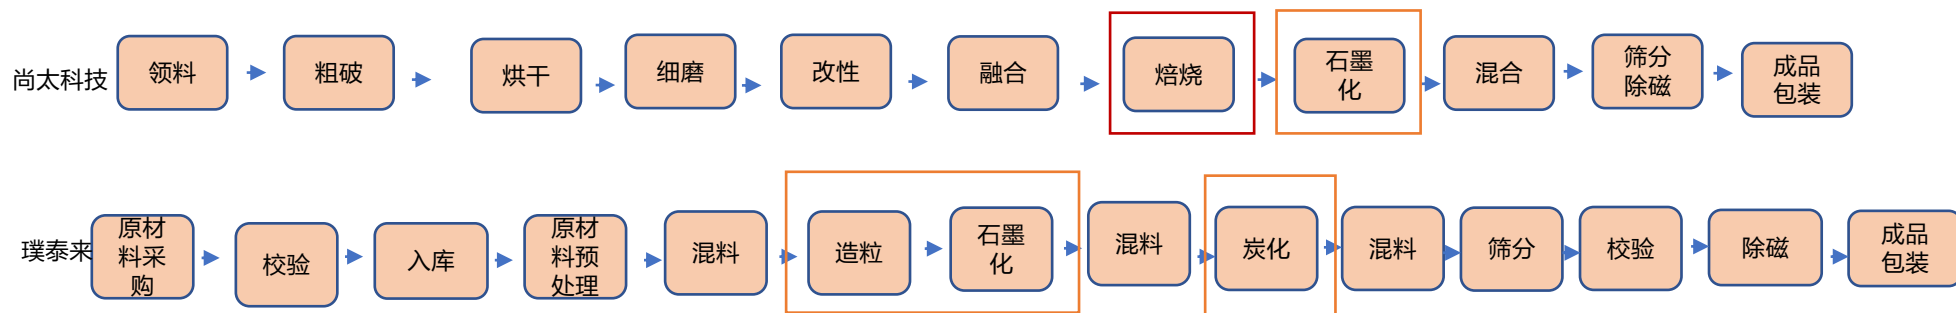 尚太科技
领料
粗破
烘干
细磨
改性
融合
焙烧
石墨
化
混合
筛分
除磁
成品
包装
璞泰来
原材
料采
购
校验
入库
原材
料预
处理
混料
造粒
石墨
化
混料
炭化
混料
筛分
校验
除磁
成品
包装